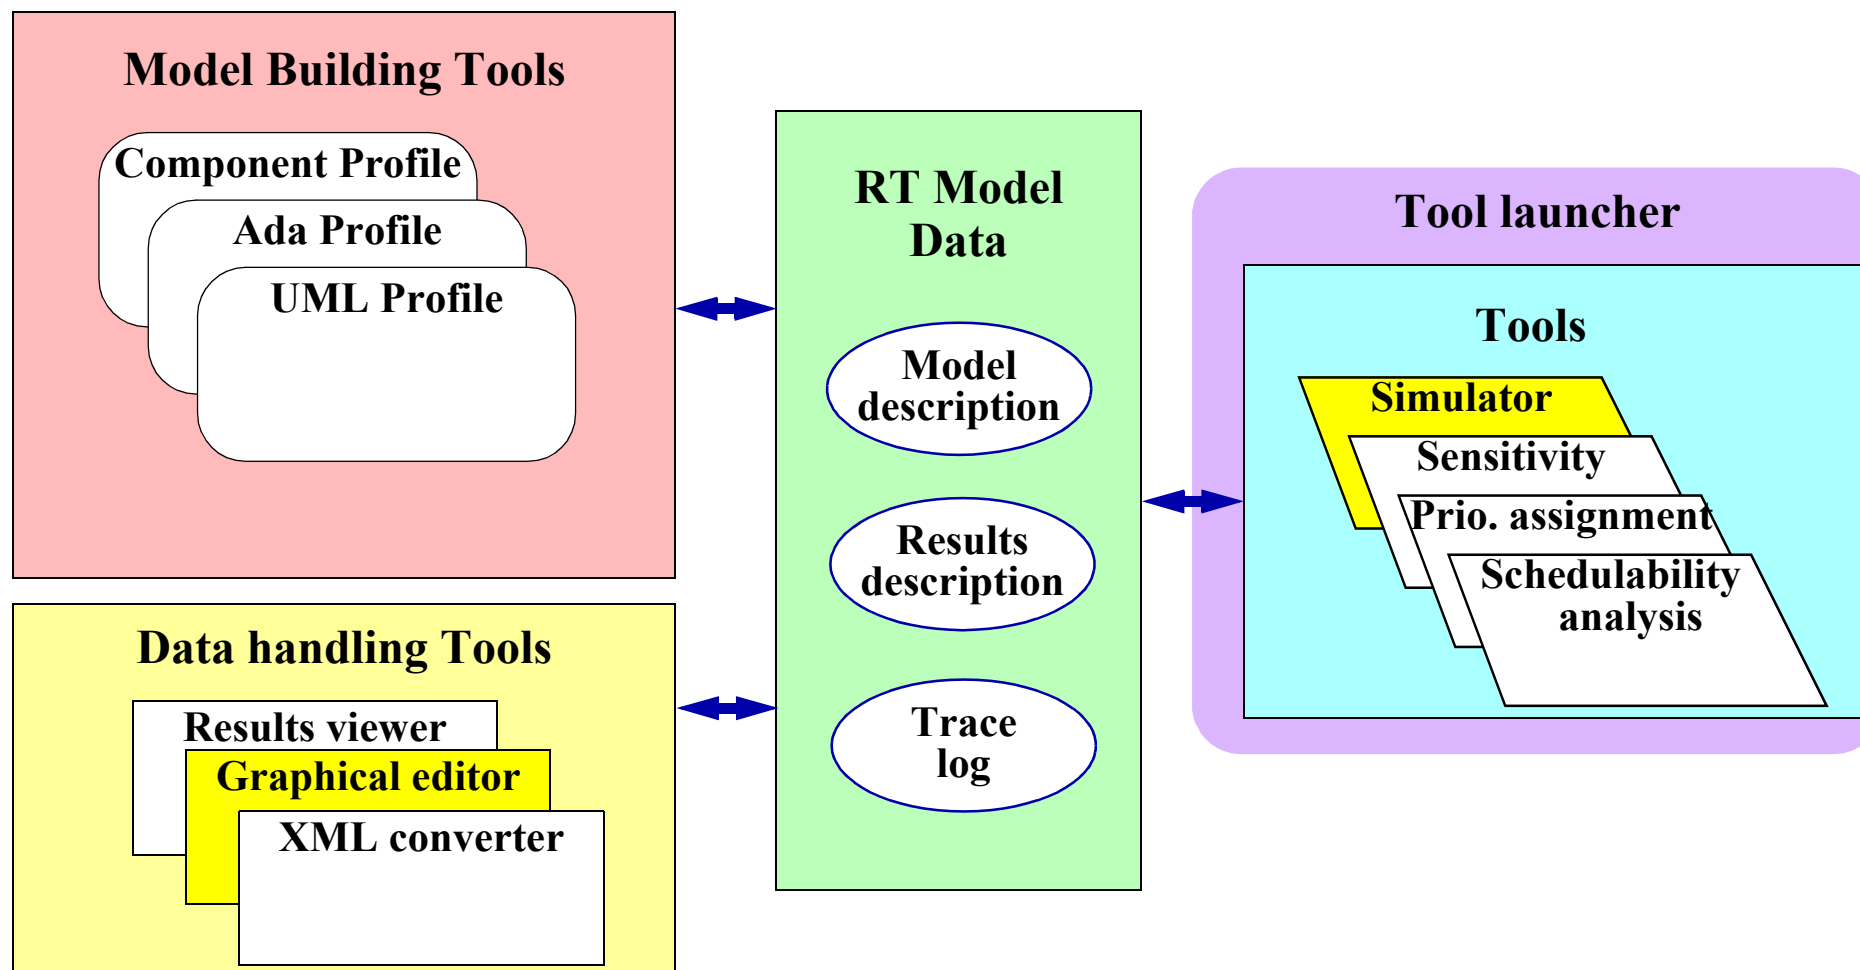 Model Building Tools
Component Profile
Ada Profile
UML Profile
Data handling Tools
Results viewer
Graphical editor
XML converter
RT Model
Data
Model
description
Results
description
Trace
log
Tool launcher
Tools
Simulator
Sensitivity
Prio. assignment
Schedulability
analysis